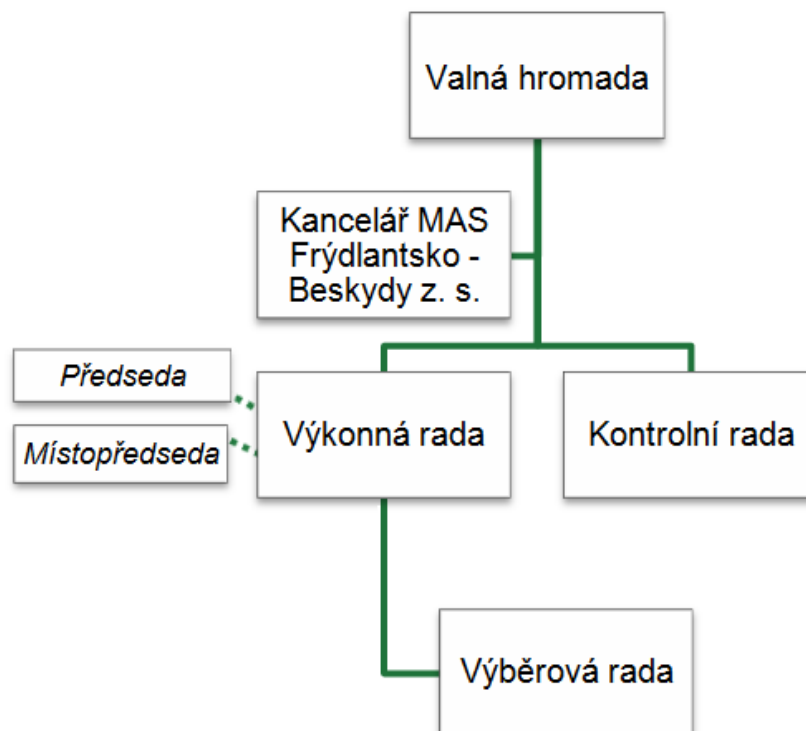 Valná hromada
Kancelář MAS
Frýdlantsko -
Beskydy z. s.
Předseda
Místopředseda
Výkonná rada
Kontrolní rada
Výběrová rada